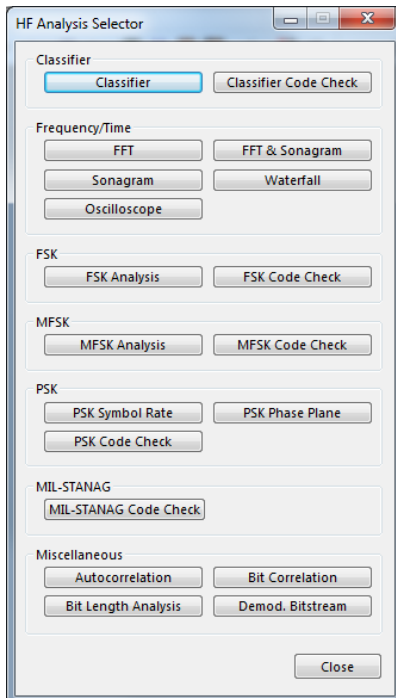 HF Analysis Selector
Classifier
Classifier Classifier Code Check
Frequency/Time
FFT FFT & Sonagram
Sonagram Waterfall
Oscilloscope
FSK
FSK Analysis FSK Code Check
MFSK
MFSK Analysis MFSK Code Check
PSK
PSK Symbol Rate PSK Phase Plane
PSK Code Check
MIL-STANAG
MIL-STANAG Code Check
Miscellaneous
Autocorrelation Bit Correlation
Bit Length Analysis Demod. Bitstream
Close